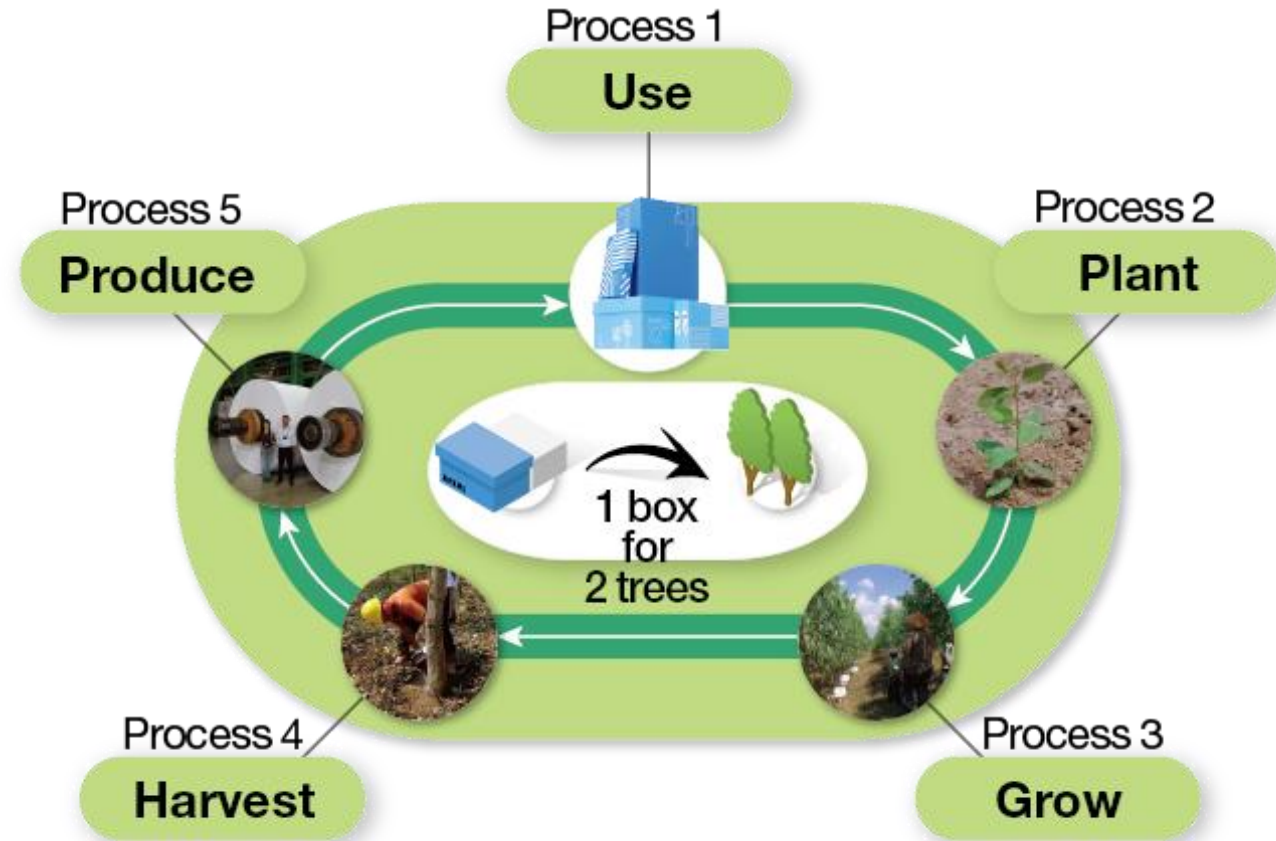 Process 1
Use
Process 2
Plant
Process 3
Grow
Process 4
Harvest
Process 5
Produce
1 box
for
2 trees